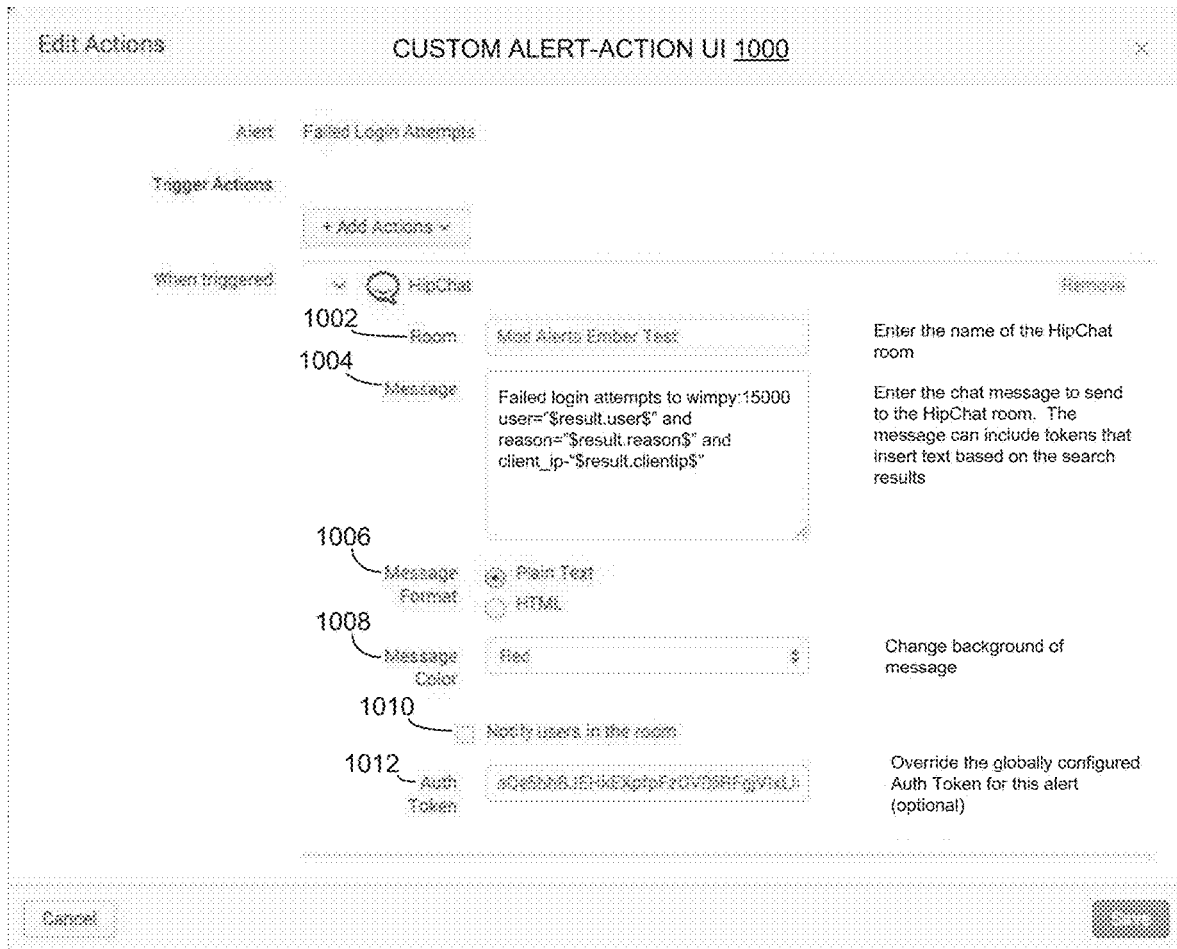 Edit Actions
CUSTOM ALERT-ACTION UI 1000
×
Alert Failed Login Attempts
Trigger Actions
+ Add Actions
When triggered
HipChat
Remove
1002
Room
Alerts Ember Test
Enter the name of the HipChat
room
1004
Message
Failed login attempts to wimpy:15000
user="$result.user$" and
reason="$result.reason$" and
client_ip-"$result.clientip$"
Enter the chat message to send
to the HipChat room. The
message can include tokens that
insert text based on the search
results
1006
Message
Format
Plain Text
HTML
1008
Message
Color
Red
Change background of
message
1010
Notify users in the room
1012
Auth
Token
Override the globally configured
Auth Token for this alert
(optional)
Cancel